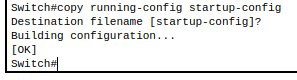 Switch#copy running-config startup-config
Destination filename [startup-config]?
Building configuration...
[OK]
Switch#